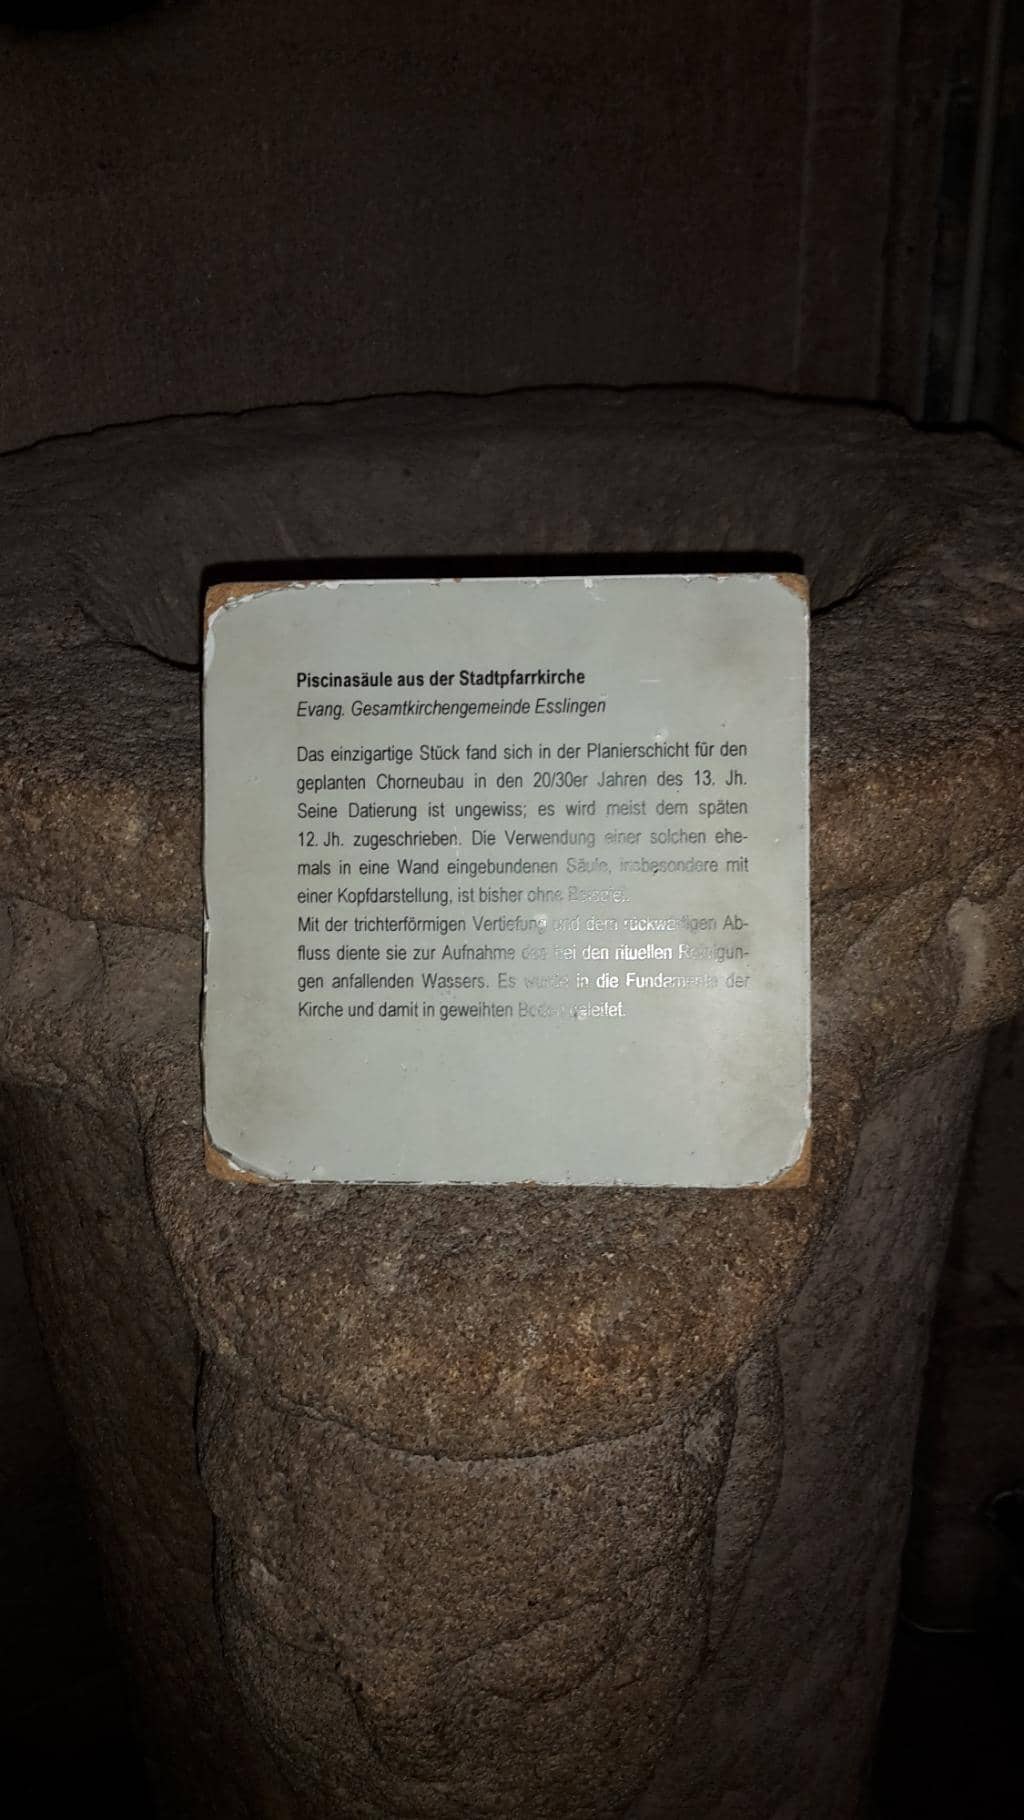 Piscinasäule aus der Stadtpfarrkirche
Evang. Gesamtkirchengemeinde Esslingen
Das einzigartige Stück fand sich in der Planierschicht für den
geplanten Chorneubau in den 20/30er Jahren des 13. Jh.
Seine Datierung ist ungewiss; es wird meist dem späten
12. Jh. zugeschrieben. Die Verwendung einer solchen ehe-
mals in eine Wand eingebundenen Säule, insbesondere mit
einer Kopfdarstellung, ist bisher ohne Beispiel.
Mit der trichterförmigen Vertiefung und dem rückwärtigen Ab-
fluss diente sie zur Aufnahme des bei den rituellen Reinigun-
gen anfallenden Wassers. Es wurde in die Fundamente der
Kirche und damit in geweihten Boden geleitet.